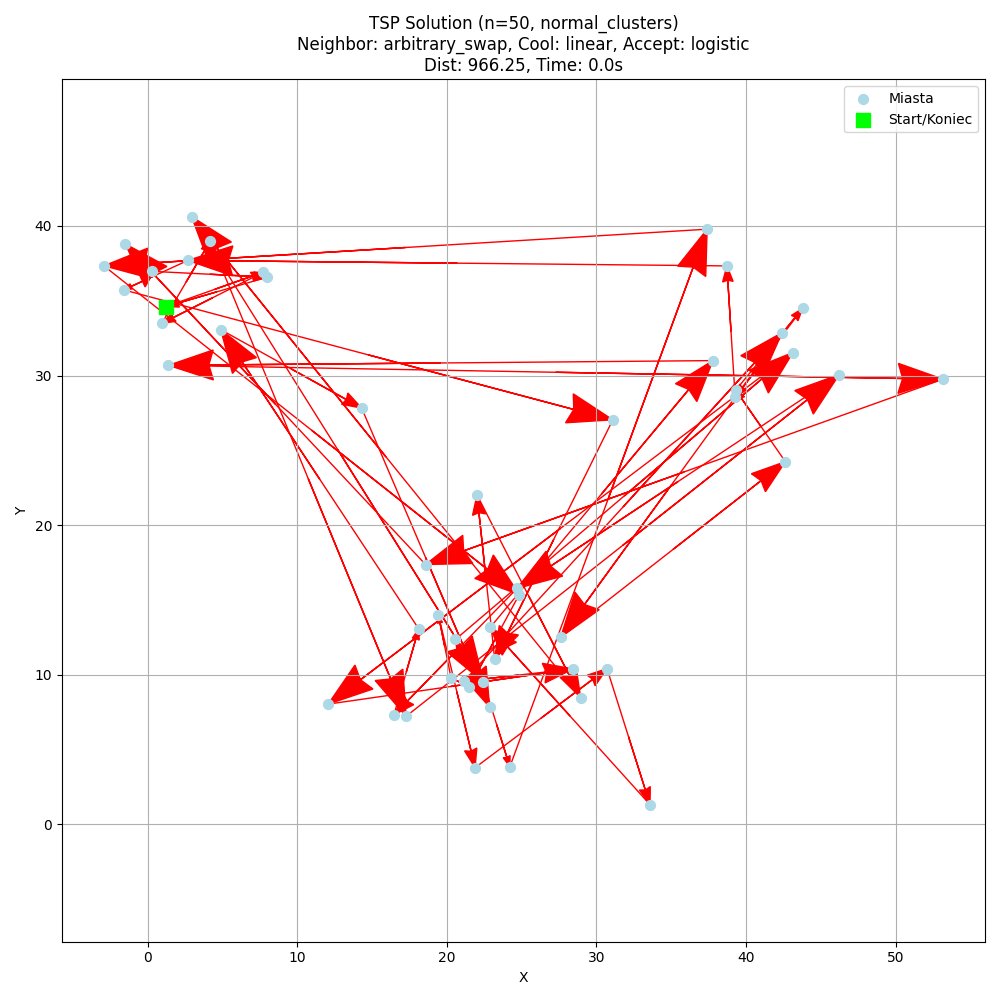 TSP Solution (n=50, normal_clusters)
Neighbor: arbitrary_swap, Cool: linear, Accept: logistic
Dist: 966.25, Time: 0.0s
Miasta
Start/Koniec
40
30
20
10
0
Y
0 10 20 30 40 50
X